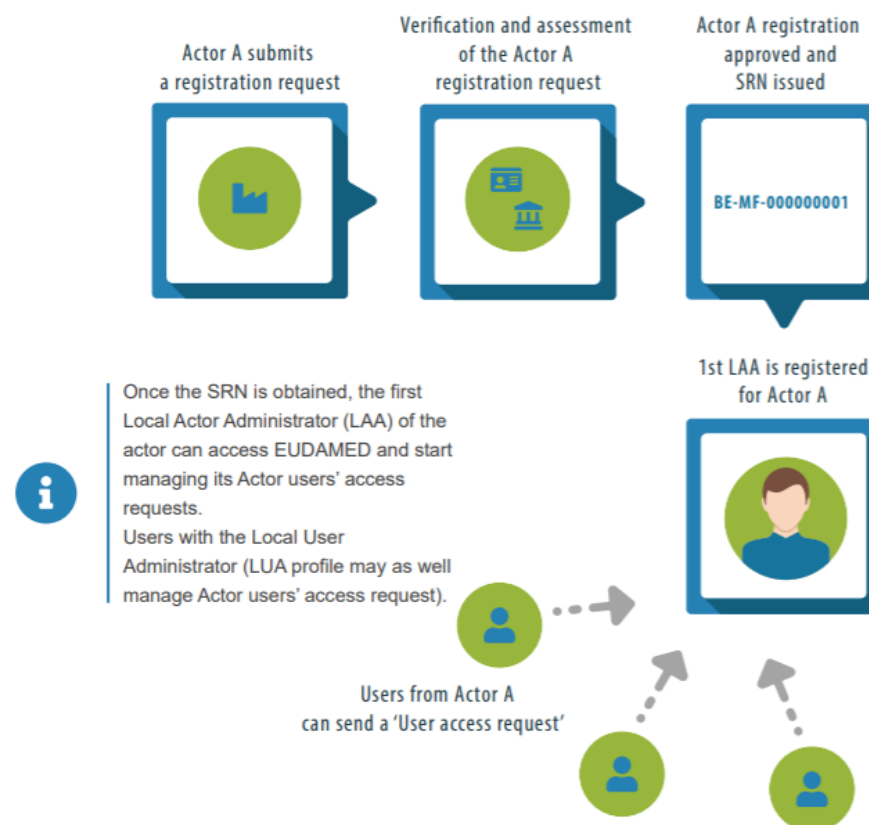 Actor A submits
a registration request
Verification and assessment
of the Actor A
registration request
Actor A registration
approved and
SRN issued
BE-MF-000000001
1st LAA is registered
for Actor A
Once the SRN is obtained, the first
Local Actor Administrator (LAA) of the
actor can access EUDAMED and start
managing its Actor users’ access
requests.
Users with the Local User
Administrator (LUA profile may as well
manage Actor users’ access request).
Users from Actor A
can send a ‘User access request’